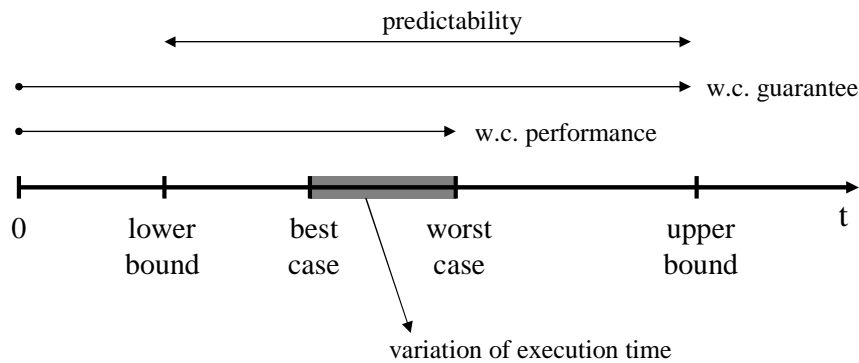 predictability
w.c. guarantee
w.c. performance
0
lower
bound
best
case
worst
case
upper
bound
t
variation of execution time